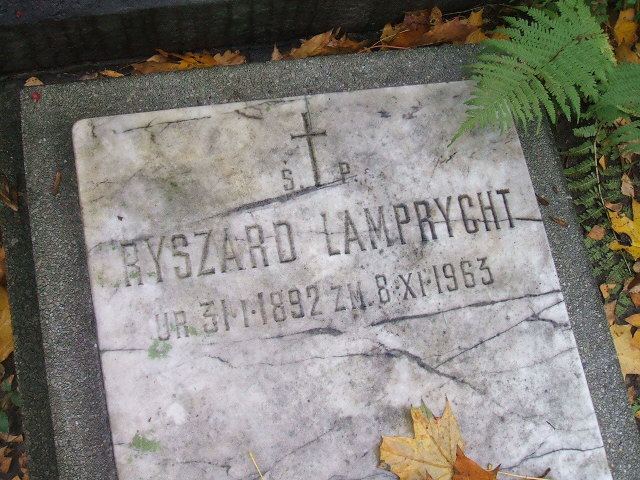 Ś. P.
RYSZARD LAMPRYCHT
UR 31·I·1892 ZM. 8·XI·1963